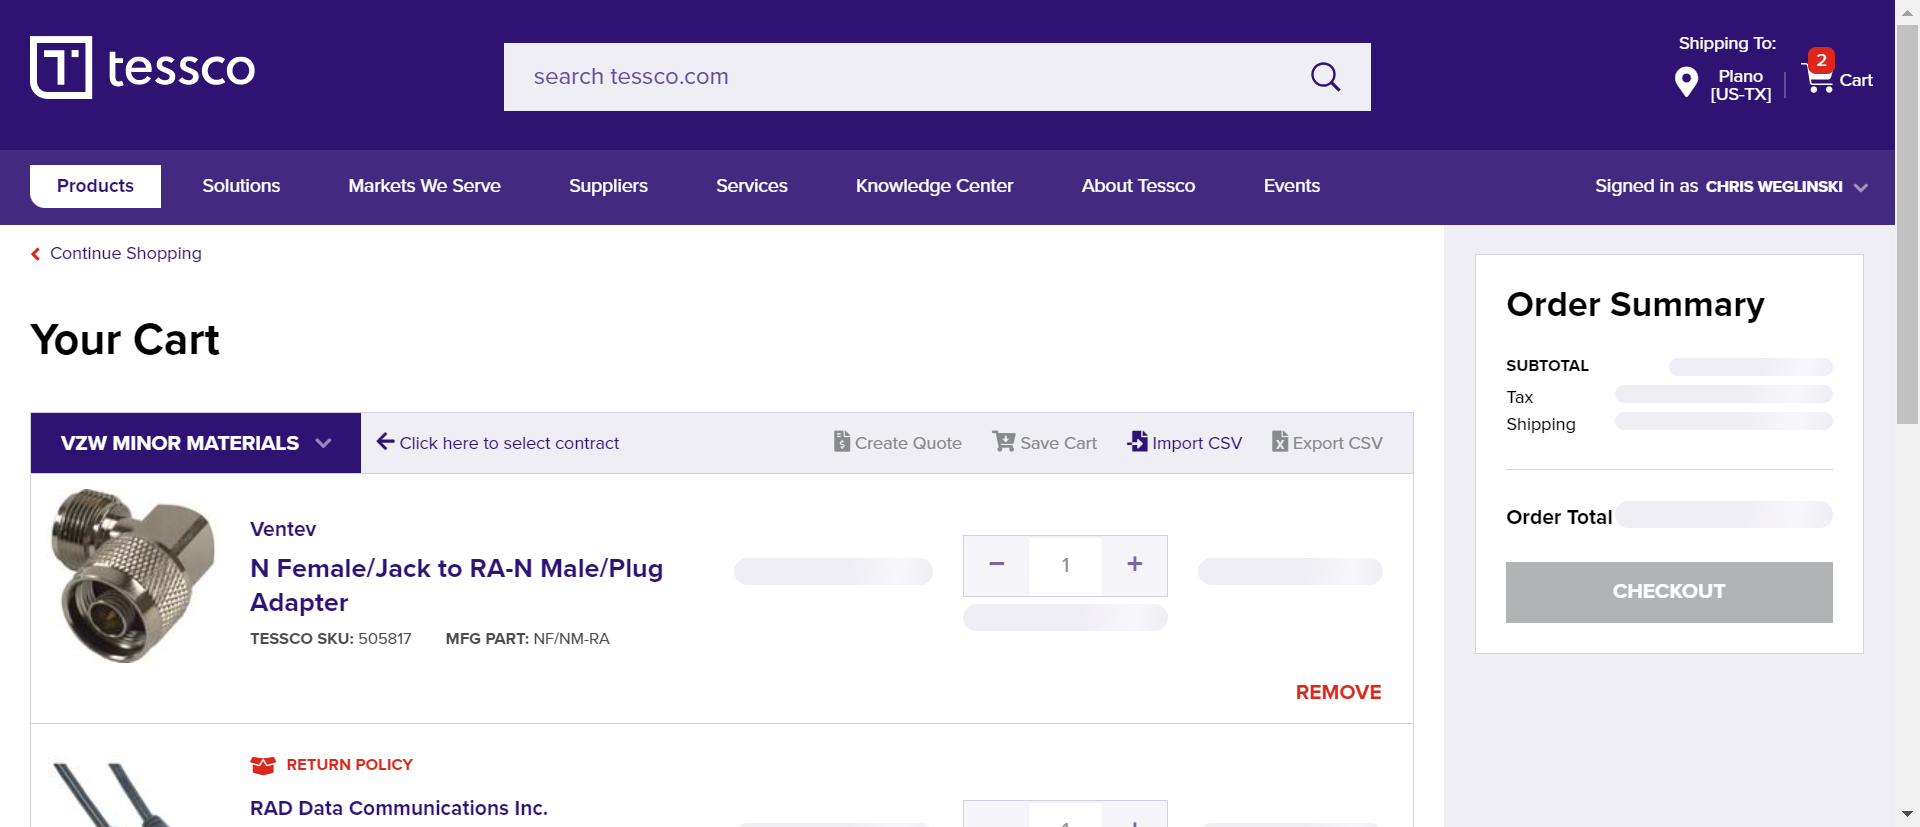 tessco
search tessco.com
Shipping To:
Plano
[US-TX]
2
Cart
Products
Solutions
Markets We Serve
Suppliers
Services
Knowledge Center
About Tessco
Events
Signed in as CHRIS WEGLINSKI
Continue Shopping
Your Cart
VZW MINOR MATERIALS
Click here to select contract
Create Quote
Save Cart
Import CSV
Export CSV
Ventev
N Female/Jack to RA-N Male/Plug
Adapter
TESSCO SKU: 505817
MFG PART: NF/NM-RA
− 1 +
REMOVE
RETURN POLICY
RAD Data Communications Inc.
Order Summary
SUBTOTAL
Tax
Shipping
Order Total
CHECKOUT